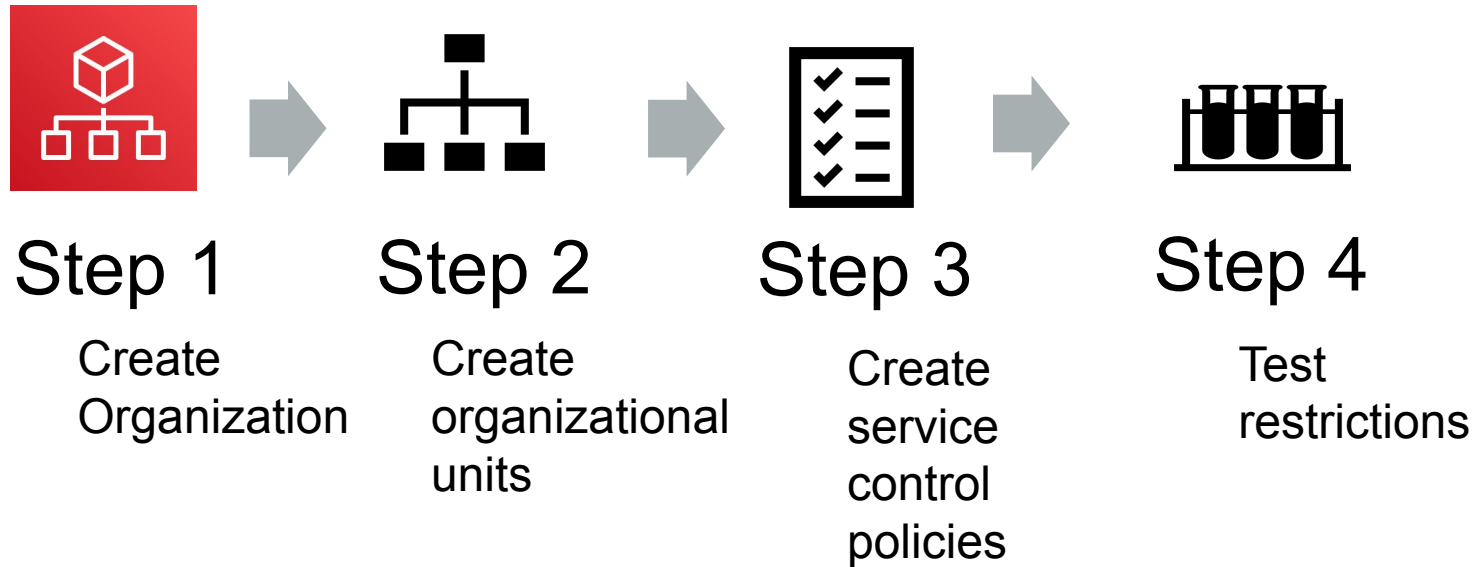 Step 1
Create
Organization
Step 2
Create
organizational
units
Step 3
Create
service
control
policies
Step 4
Test
restrictions